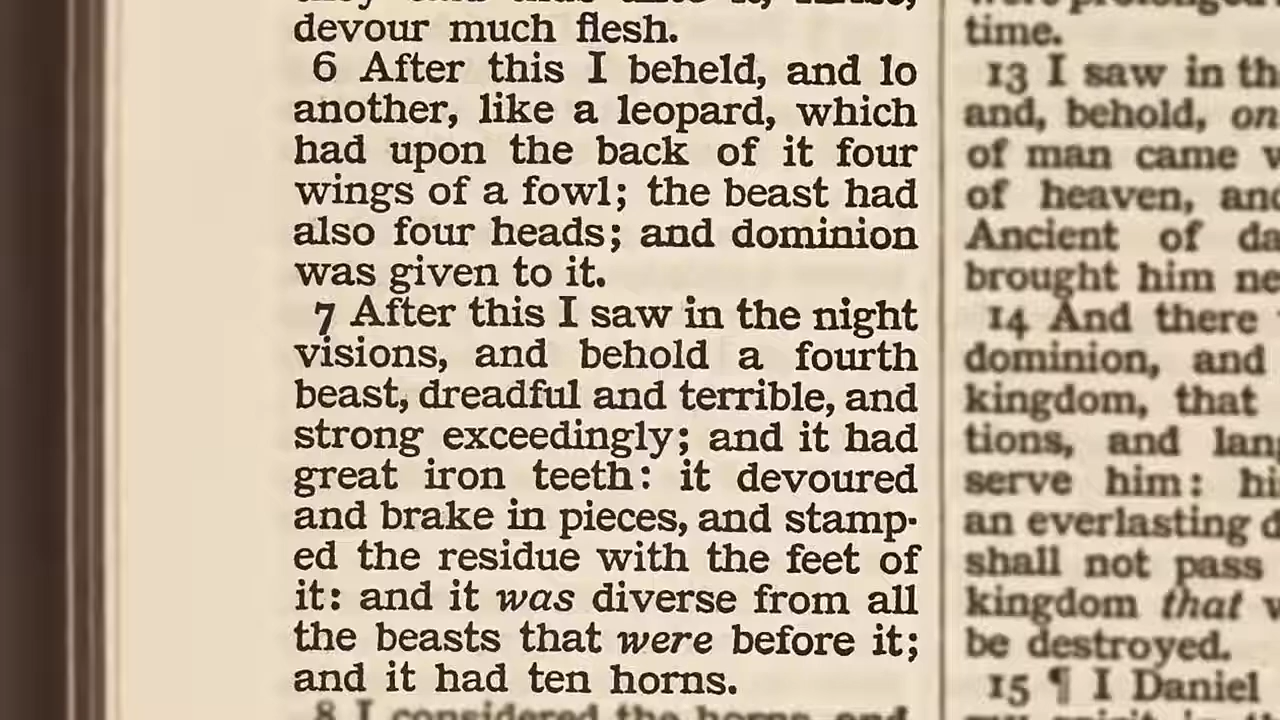 devour much flesh.
6 After this I beheld, and lo
another, like a leopard, which
had upon the back of it four
wings of a fowl; the beast had
also four heads; and dominion
was given to it.
7 After this I saw in the night
visions, and behold a fourth
beast, dreadful and terrible, and
strong exceedingly; and it had
great iron teeth: it devoured
and brake in pieces, and stamp-
ed the residue with the feet of
it: and it was diverse from all
the beasts that were before it;
and it had ten horns.
8 I considered the horns, and
time.
13 I saw in
and, behold,
of man came
of heaven,
Ancient of
brought him
14 And there
dominion, and
kingdom, that
tions, and
serve him:
an everlasting
shall not pass
kingdom that
be destroyed.
15 ¶ I Daniel